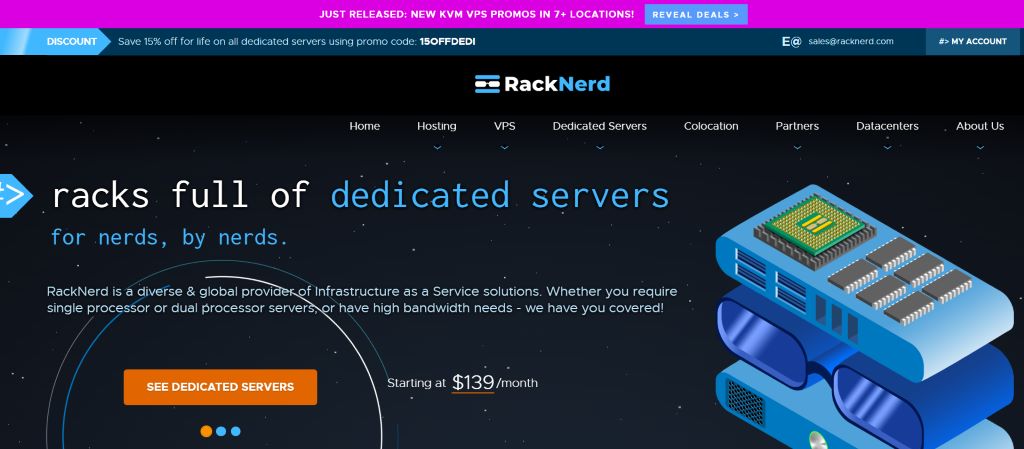 JUST RELEASED: NEW KVM VPS PROMOS IN 7+ LOCATIONS! REVEAL DEALS >
DISCOUNT Save 15% off for life on all dedicated servers using promo code: 15OFFDEDI E@ sales@racknerd.com #> MY ACCOUNT
RackNerd
Home Hosting VPS Dedicated Servers Colocation Partners Datacenters About Us
#>
racks full of dedicated servers
for nerds, by nerds.
RackNerd is a diverse & global provider of Infrastructure as a Service solutions. Whether you require
single processor or dual processor servers, or have high bandwidth needs - we have you covered!
SEE DEDICATED SERVERS Starting at $139/month